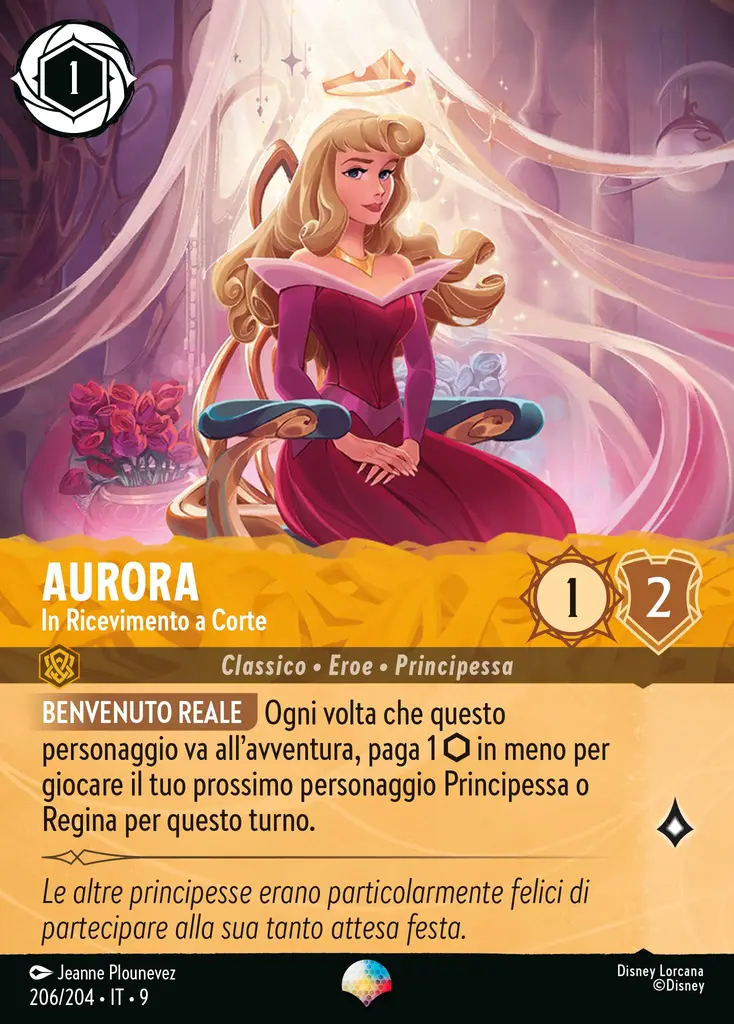 1
AURORA
In Ricevimento a Corte
1 2
Classico • Eroe • Principessa
BENVENUTO REALE Ogni volta che questo
personaggio va all'avventura, paga 1 ⬡ in meno per
giocare il tuo prossimo personaggio Principessa o
Regina per questo turno.
Le altre principesse erano particolarmente felici di
partecipare alla sua tanto attesa festa.
Jeanne Plounevez
206/204 • IT • 9
Disney Lorcana
©Disney